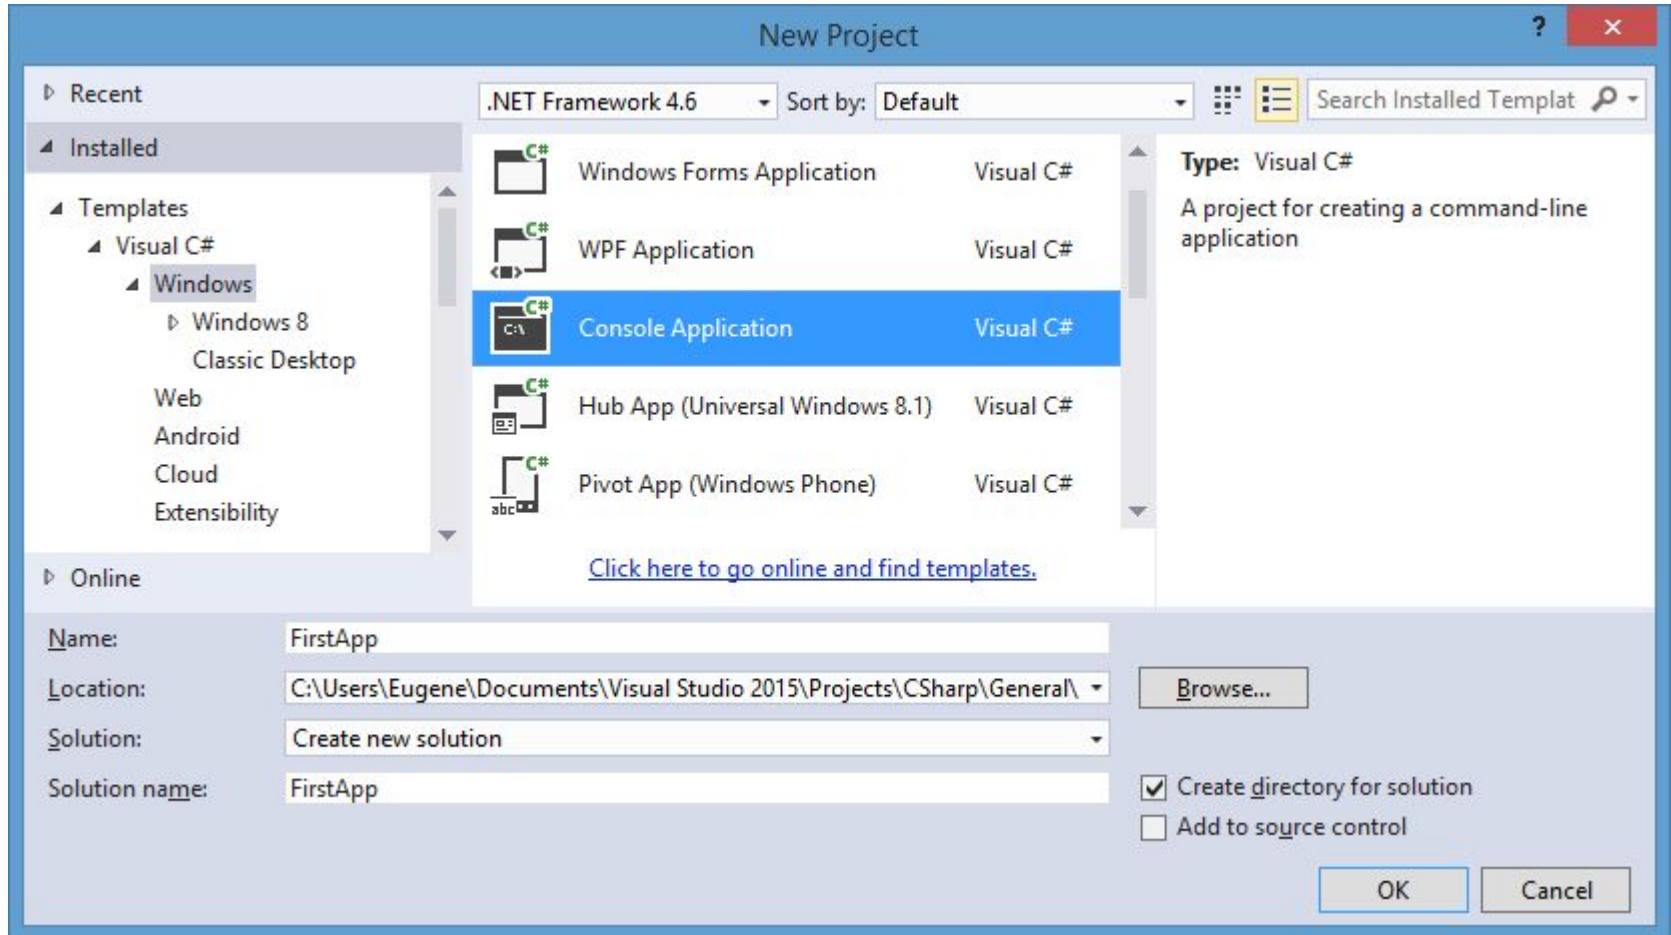 New Project
?
Recent
Installed
Templates
Visual C#
Windows
Windows 8
Classic Desktop
Web
Android
Cloud
Extensibility
Online
.NET Framework 4.6
Sort by: Default
Search Installed Templat
C# Windows Forms Application Visual C#
C# WPF Application Visual C#
C# C:\ Console Application Visual C#
C# Hub App (Universal Windows 8.1) Visual C#
C# abc Pivot App (Windows Phone) Visual C#
Click here to go online and find templates.
Type: Visual C#
A project for creating a command-line
application
Name: FirstApp
Location: C:\Users\Eugene\Documents\Visual Studio 2015\Projects\CSharp\General\ Browse...
Solution: Create new solution
Solution name: FirstApp
Create directory for solution
Add to source control
OK Cancel